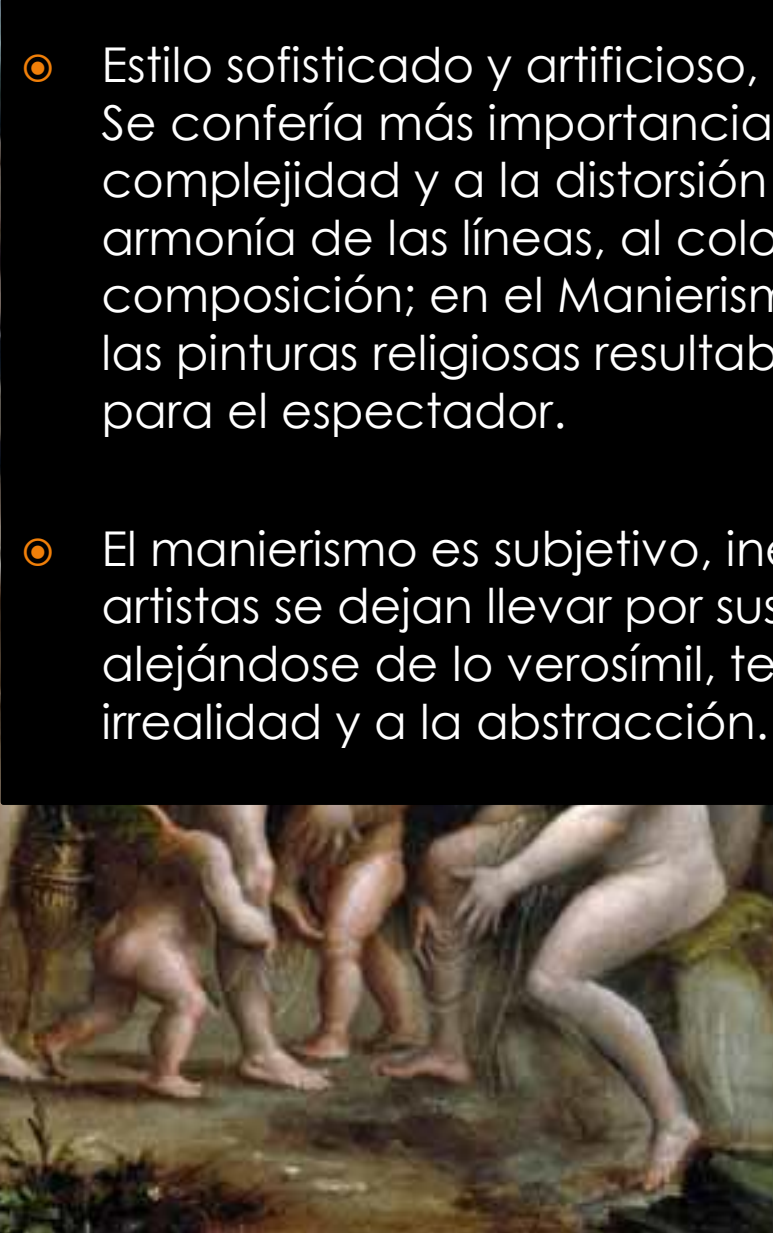 Estilo sofisticado y artificioso,
Se confería más importancia
complejidad y a la distorsión
armonía de las líneas, al
composición; en el
las pinturas religiosas
para el espectador.
El manierismo es subjetivo,
artistas se dejan llevar por sus
alejándose de lo verosímil,
irrealidad y a la abstracción.